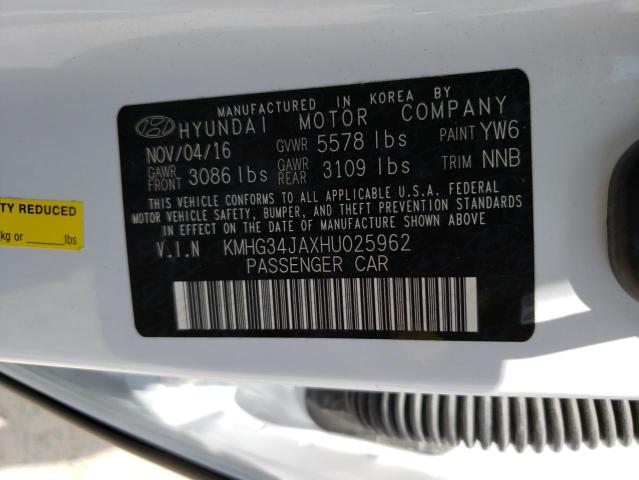 MANUFACTURED IN KOREA BY
HYUNDAI MOTOR COMPANY
NOV/04/16 GVWR 5578 lbs PAINT YW6
GAWR FRONT 3086 lbs GAWR REAR 3109 lbs TRIM NNB
THIS VEHICLE CONFORMS TO ALL APPLICABLE U.S.A. FEDERAL
MOTOR VEHICLE SAFETY, BUMPER, AND THEFT PREVENTION STANDARDS
IN EFFECT ON THE DATE OF MANUFACTURE SHOWN ABOVE.
V.I.N KMHG34JAXHU025962
PASSENGER CAR
TY REDUCED
kg or ______lbs